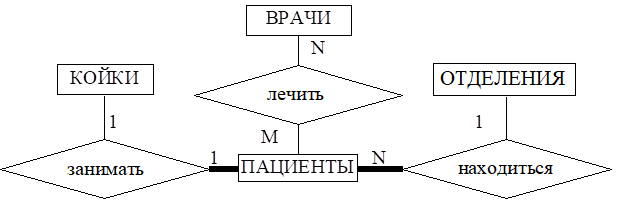 ВРАЧИ
N
КОЙКИ
лечить
ОТДЕЛЕНИЯ
1
M
1
занимать
1
ПАЦИЕНТЫ
N
находиться